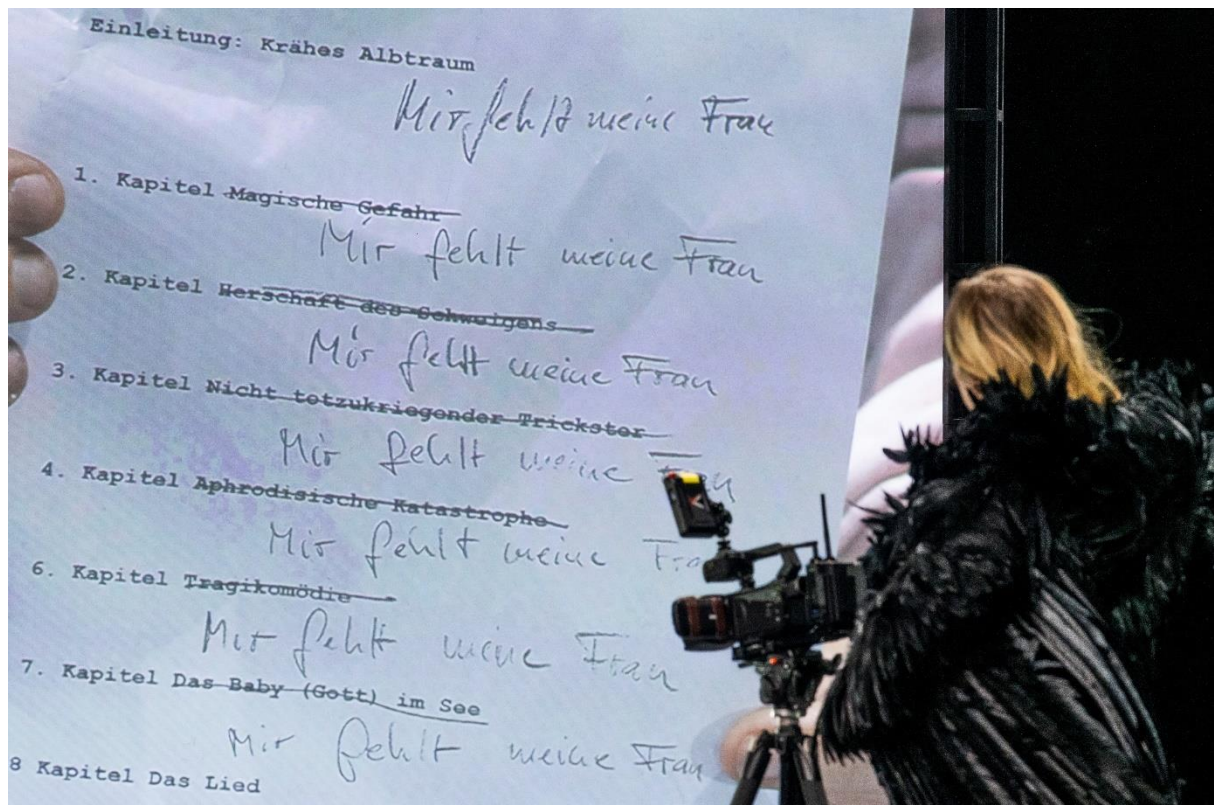 Einleitung: Krähes Albtraum
Mir fehlt meine Frau
1. Kapitel Magische Gefahr
Mir fehlt meine Frau
2. Kapitel Herschaft des Schweigens
Mir fehlt meine Frau
3. Kapitel Nicht totzukriegender Trickster
Mir fehlt meine Frau
4. Kapitel Aphrodisische Katastrophe
Mir fehlt meine Frau
6. Kapitel Tragikomödie
Mir fehlt meine Frau
7. Kapitel Das Baby (Gott) im See
Mir fehlt meine Frau
8 Kapitel Das Lied